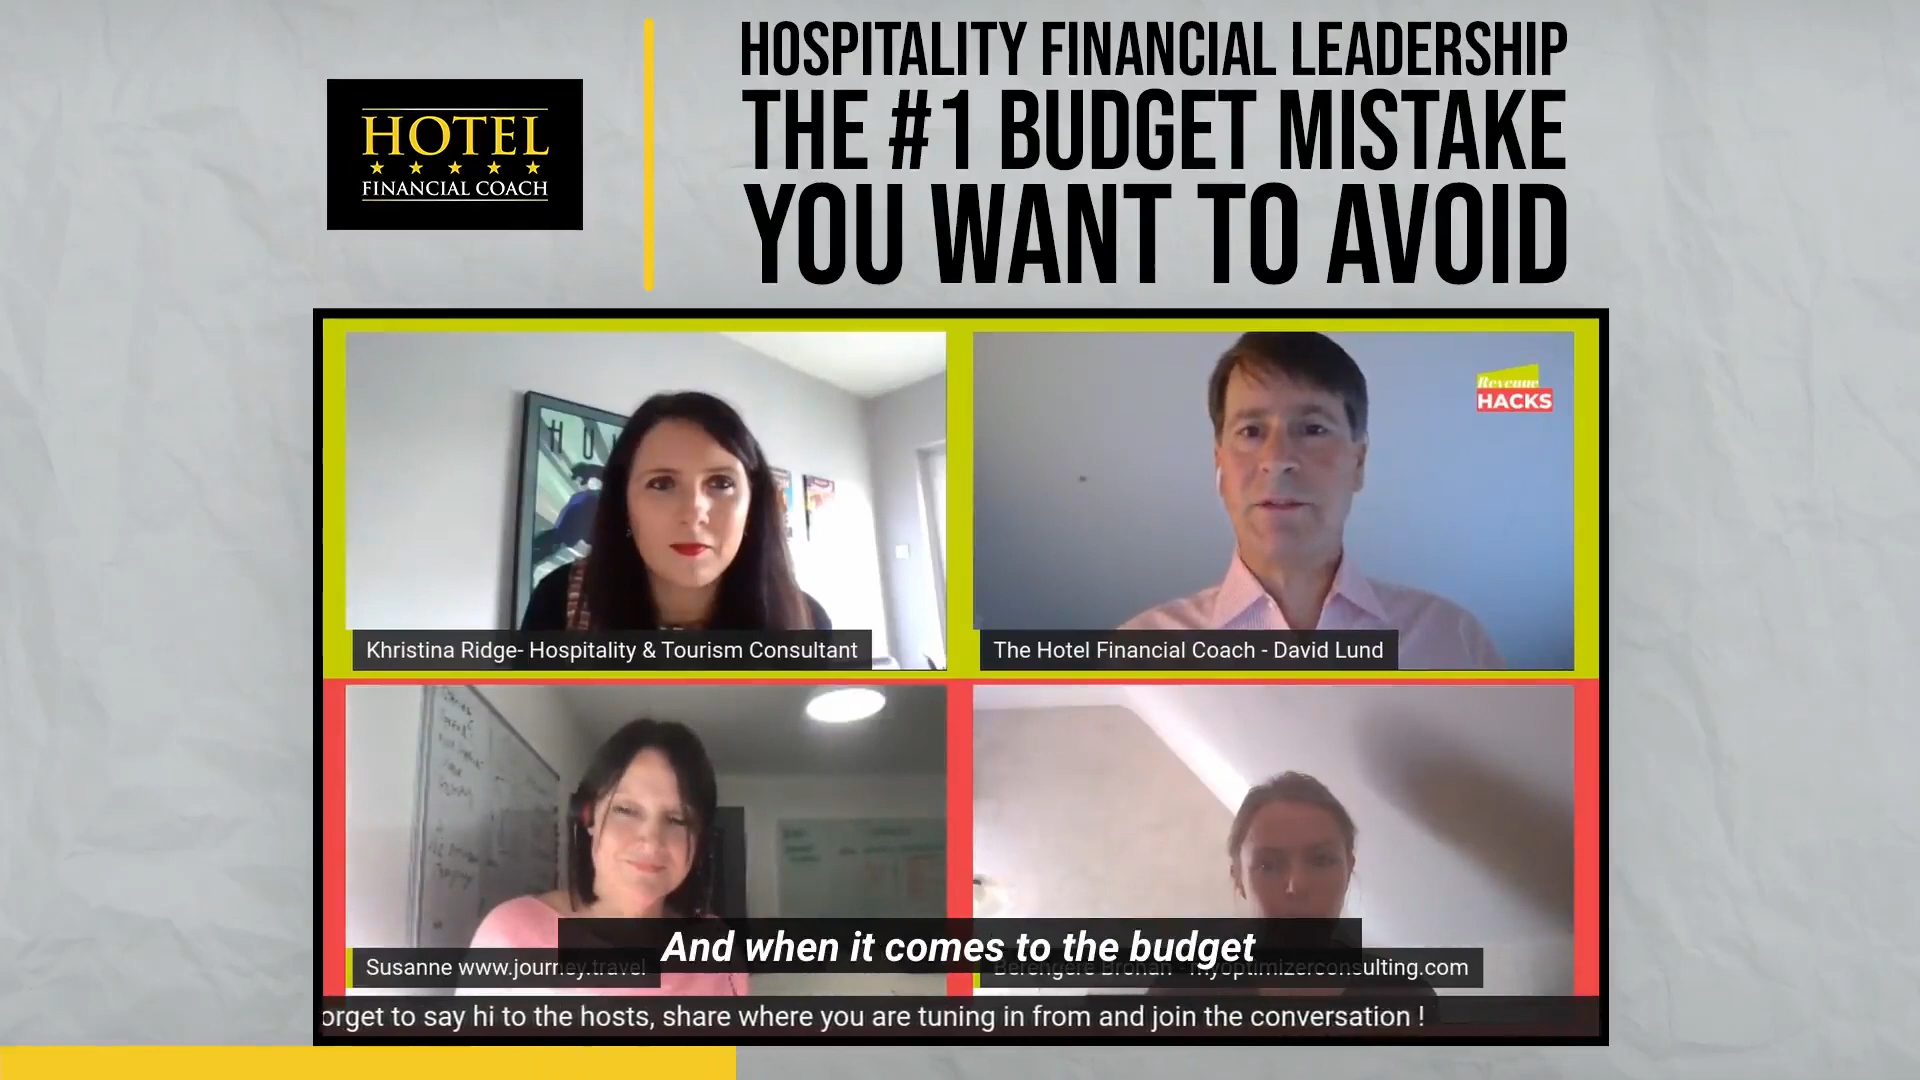 HOSPITALITY FINANCIAL LEADERSHIP
THE #1 BUDGET MISTAKE
YOU WANT TO AVOID
HOTEL
FINANCIAL COACH
Revenue
HACKS
Khristina Ridge- Hospitality & Tourism Consultant
The Hotel Financial Coach - David Lund
And when it comes to the budget
Susanne www.journey.travel
Berengere Brohan - myoptimizerconsulting.com
orget to say hi to the hosts, share where you are tuning in from and join the conversation !